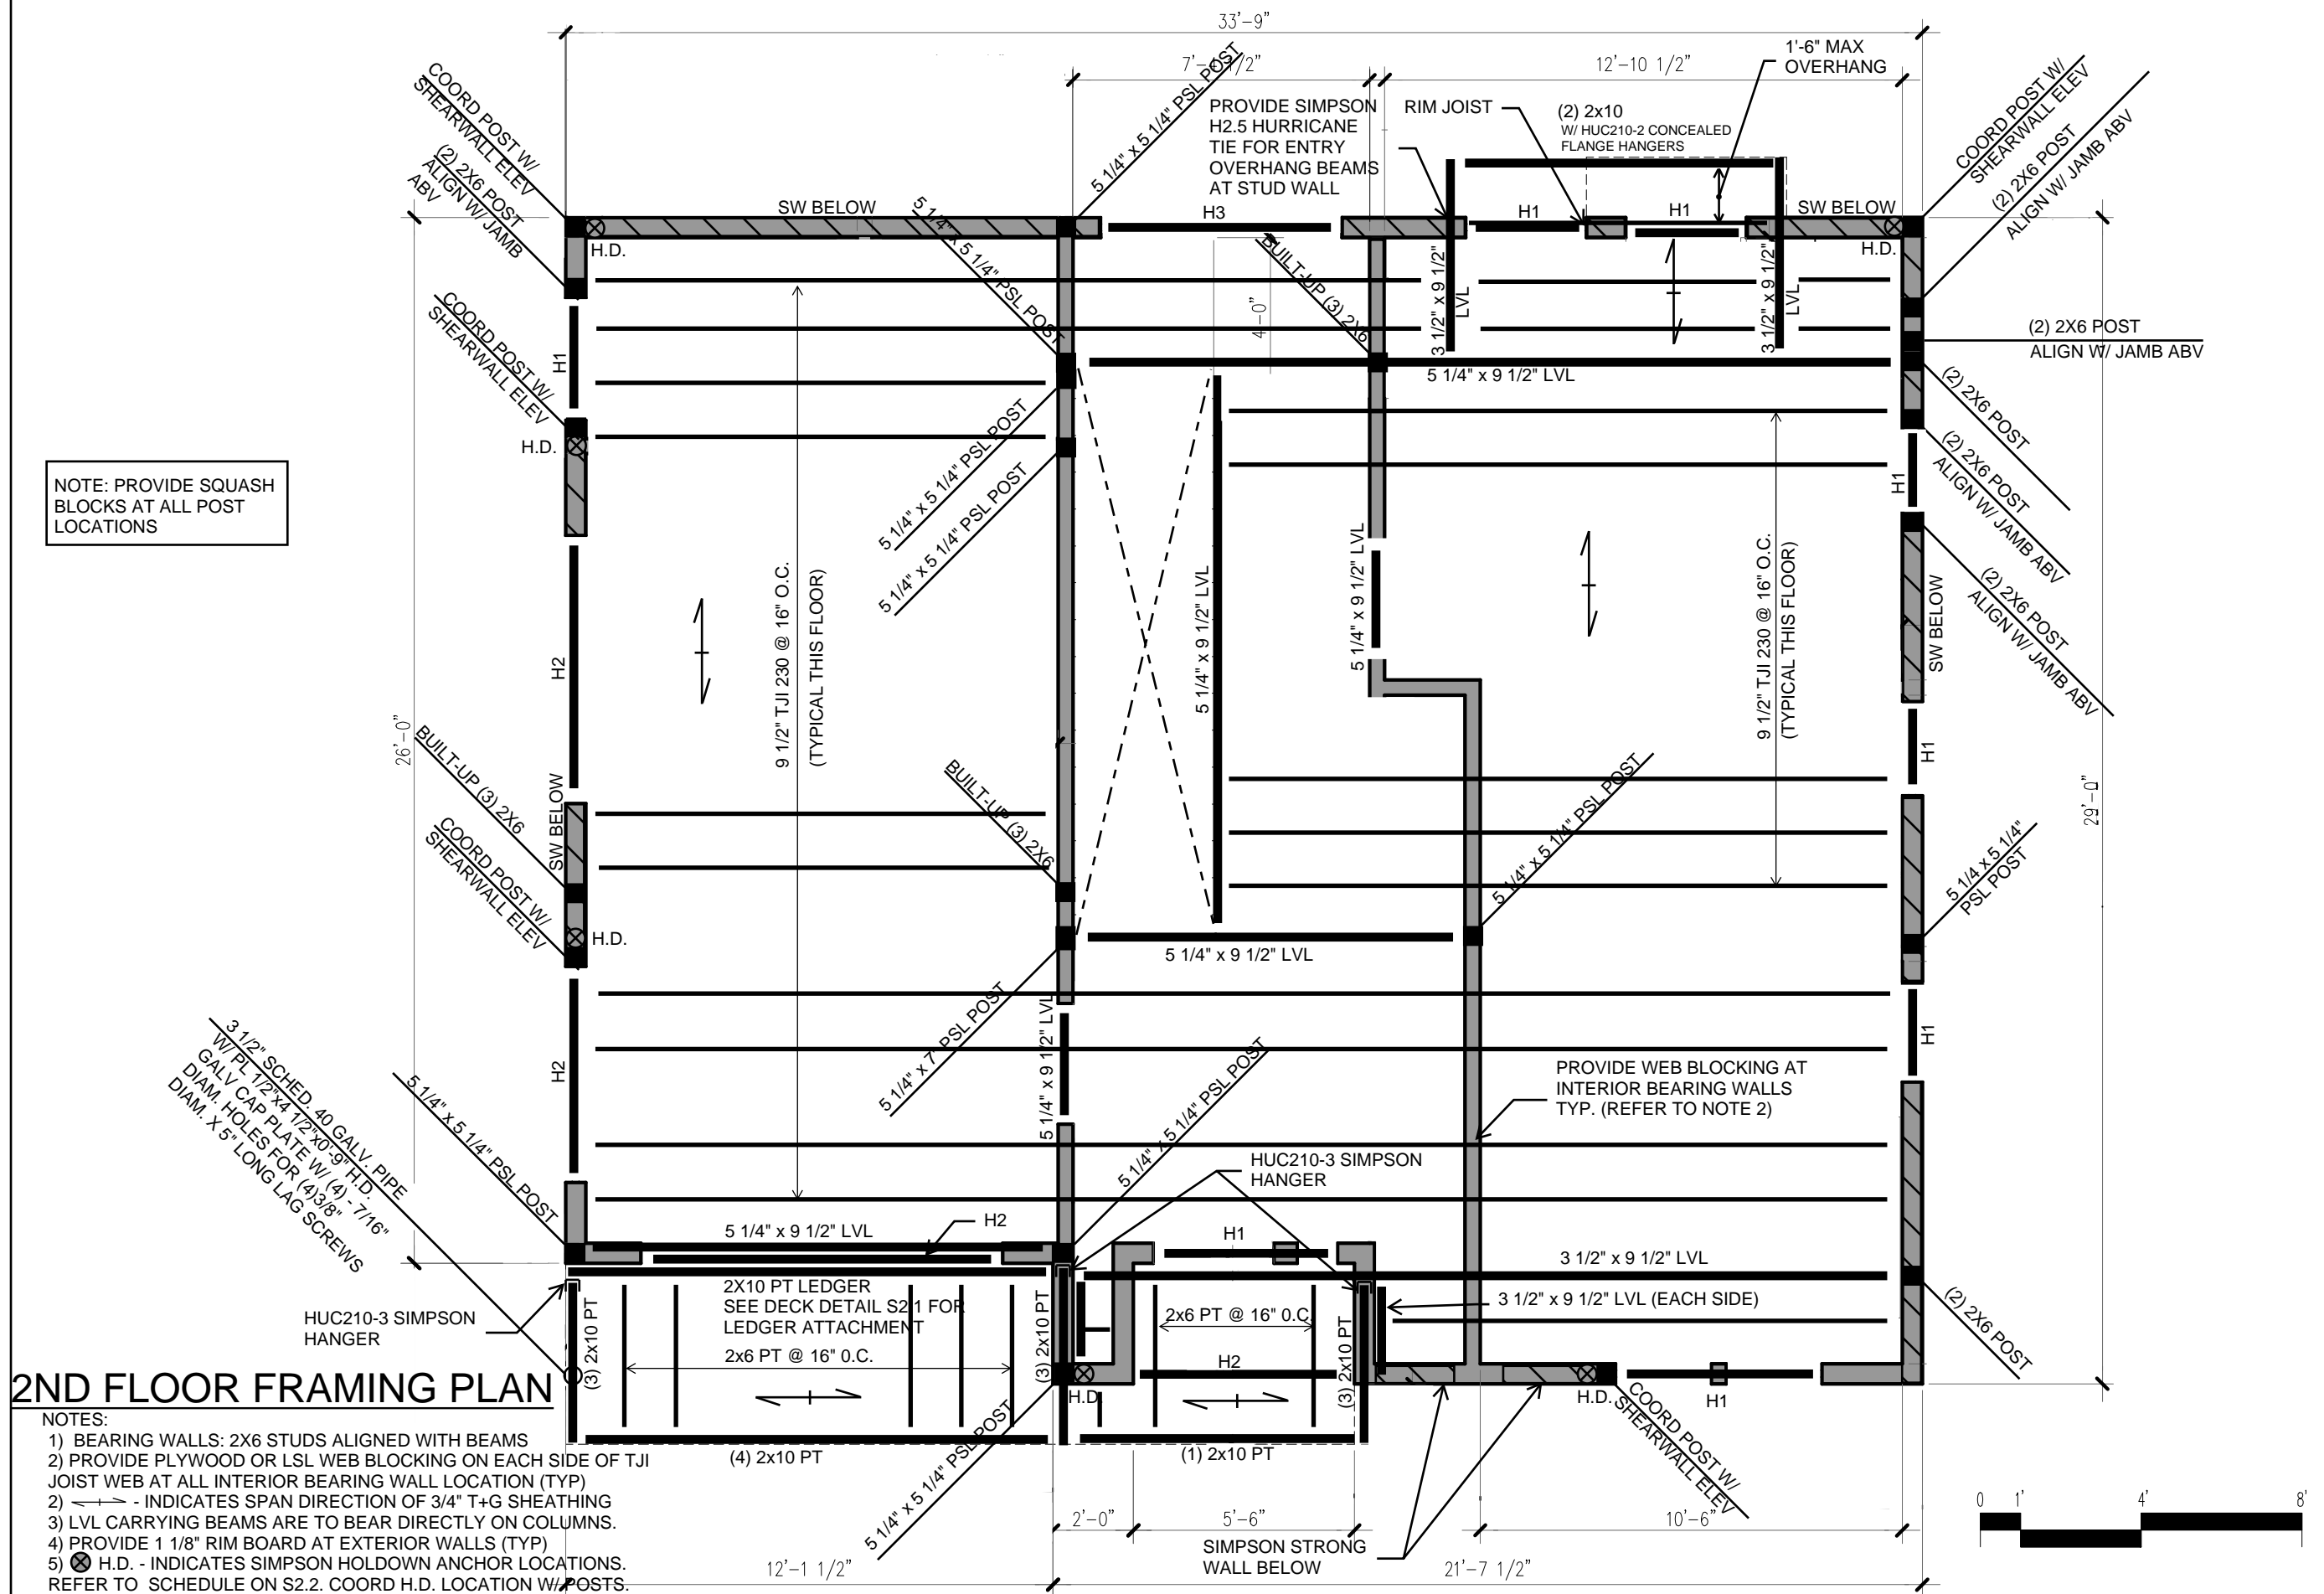 33'-9"
7'-4 1/2"
12'-10 1/2"
1'-6" MAX
OVERHANG
COORD POST W/
SHEARWALL ELEV
(2) 2X6 POST
ALIGN W/ JAMB
ABV
5 1/4" x 5 1/4" PSL POST
PROVIDE SIMPSON
H2.5 HURRICANE
TIE FOR ENTRY
OVERHANG BEAMS
AT STUD WALL
RIM JOIST
(2) 2x10
W/ HUC210-2 CONCEALED
FLANGE HANGERS
COORD POST W/
SHEARWALL ELEV
(2) 2X6 POST
ALIGN W/ JAMB ABV
SW BELOW
5 1/4" x 5 1/4" PSL POST
H3
H1
H1
SW BELOW
H.D.
H.D.
BUILT-UP (3) 2X6
4'-0"
3 1/2" x 9 1/2"
LVL
3 1/2" x 9 1/2"
LVL
COORD POST W/
SHEARWALL ELEV
H1
(2) 2X6 POST
ALIGN W/ JAMB ABV
5 1/4" x 9 1/2" LVL
(2) 2X6 POST
H.D.
5 1/4" x 5 1/4" PSL POST
5 1/4" x 5 1/4" PSL POST
(2) 2X6 POST
ALIGN W/ JAMB ABV
H1
NOTE: PROVIDE SQUASH
BLOCKS AT ALL POST
LOCATIONS
9 1/2" TJI 230 @ 16" O.C.
(TYPICAL THIS FLOOR)
5 1/4" x 9 1/2" LVL
5 1/4" x 9 1/2" LVL
9 1/2" TJI 230 @ 16" O.C.
(TYPICAL THIS FLOOR)
(2) 2X6 POST
ALIGN W/ JAMB ABV
SW BELOW
H2
26'-0"
BUILT-UP (3) 2X6
SW BELOW
BUILT-UP (3) 2X6
5 1/4" x 5 1/4" PSL POST
H1
29'-0"
COORD POST W/
SHEARWALL ELEV
H.D.
5 1/4" x 9 1/2" LVL
5 1/4 x 5 1/4"
PSL POST
5 1/4" x 7" PSL POST
5 1/4" x 9 1/2" LVL
H2
H1
3 1/2" SCHED. 40 GALV. PIPE
W/ PL 1/2"x4 1/2"x0'-9" H.D.
GALV CAP PLATE W/ (4) - 7/16"
DIAM. HOLES FOR (4)3/8"
DIAM. X 5" LONG LAG SCREWS
5 1/4" x 5 1/4" PSL POST
5 1/4" x 5 1/4" PSL POST
PROVIDE WEB BLOCKING AT
INTERIOR BEARING WALLS
TYP. (REFER TO NOTE 2)
HUC210-3 SIMPSON
HANGER
5 1/4" x 9 1/2" LVL
H2
H1
3 1/2" x 9 1/2" LVL
HUC210-3 SIMPSON
HANGER
(3) 2x10 PT
2X10 PT LEDGER
SEE DECK DETAIL S2.1 FOR
LEDGER ATTACHMENT
2x6 PT @ 16" 0.C.
(3) 2x10 PT
2x6 PT @ 16" 0.C.
H2
(3) 2x10 PT
3 1/2" x 9 1/2" LVL (EACH SIDE)
(2) 2X6 POST
H.D.
H.D.
H1
COORD POST W/
SHEARWALL ELEV
(4) 2x10 PT
(1) 2x10 PT
5 1/4" x 5 1/4" PSL POST
2ND FLOOR FRAMING PLAN
NOTES:
1) BEARING WALLS: 2X6 STUDS ALIGNED WITH BEAMS
2) PROVIDE PLYWOOD OR LSL WEB BLOCKING ON EACH SIDE OF TJI
JOIST WEB AT ALL INTERIOR BEARING WALL LOCATION (TYP)
2) - INDICATES SPAN DIRECTION OF 3/4" T+G SHEATHING
3) LVL CARRYING BEAMS ARE TO BEAR DIRECTLY ON COLUMNS.
4) PROVIDE 1 1/8" RIM BOARD AT EXTERIOR WALLS (TYP)
5) H.D. - INDICATES SIMPSON HOLDOWN ANCHOR LOCATIONS.
REFER TO SCHEDULE ON S2.2. COORD H.D. LOCATION W/ POSTS.
2'-0"
5'-6"
10'-6"
SIMPSON STRONG
WALL BELOW
12'-1 1/2"
21'-7 1/2"
0 1' 4' 8'